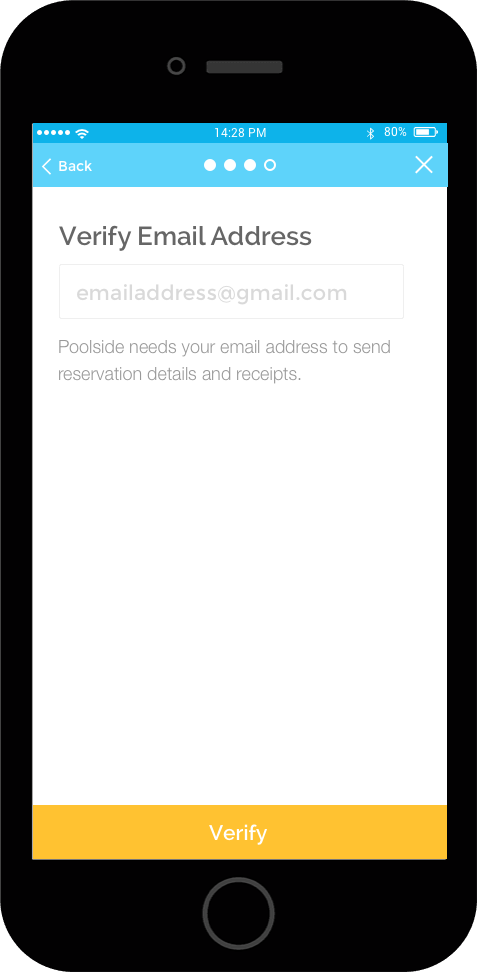 14:28 PM 80%
Back
Verify Email Address
emailaddress@gmail.com
Poolside needs your email address to send
reservation details and receipts.
Verify